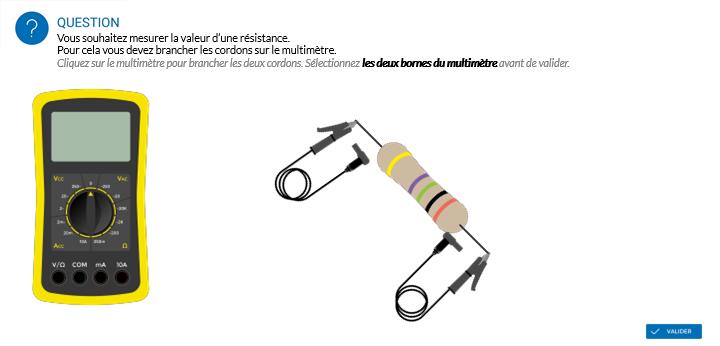 ?
QUESTION
Vous souhaitez mesurer la valeur d'une résistance.
Pour cela vous devez brancher les cordons sur le multimètre.
Cliquez sur le multimètre pour brancher les deux cordons. Sélectionnez les deux bornes du multimètre avant de valider.
Vcc VAC
Acc 10A Ω
V/Ω COM mA 10A
VALIDER